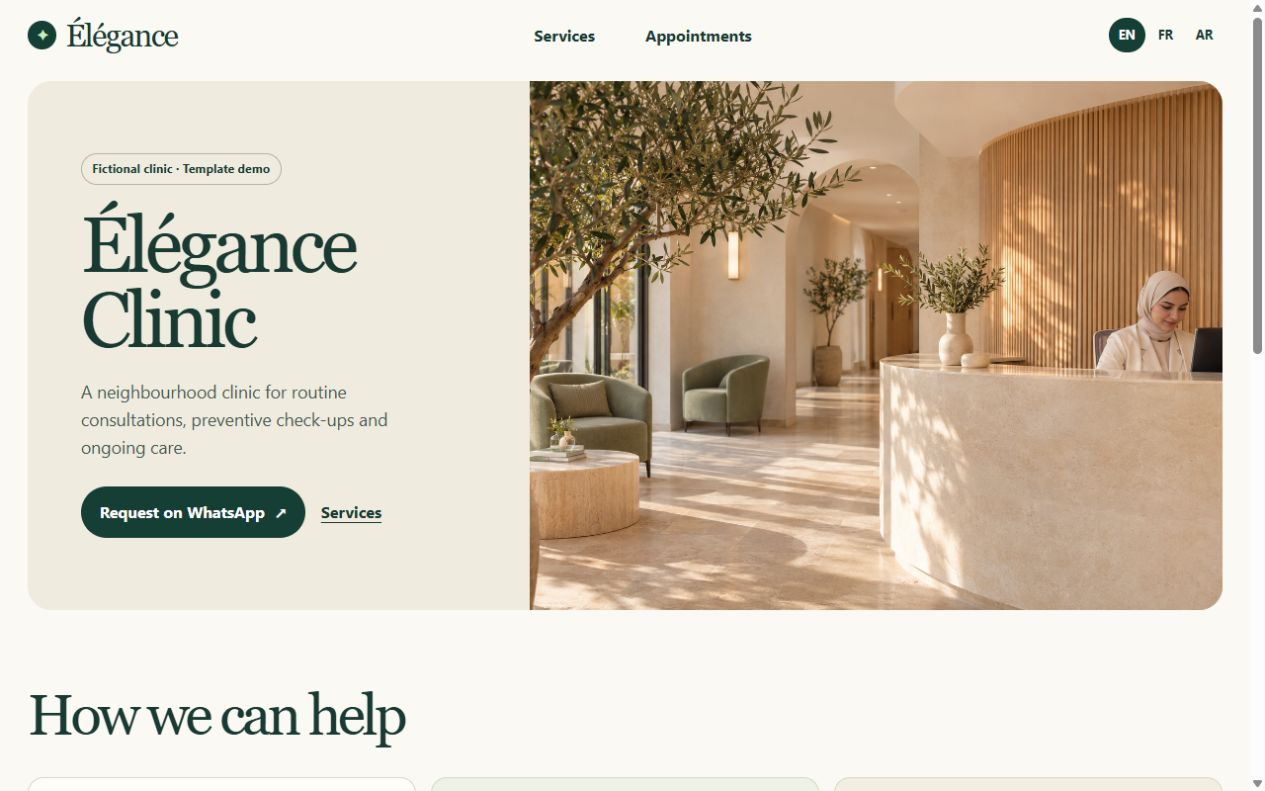 Élégance
Services
Appointments
EN
FR
AR
Fictional clinic · Template demo
Élégance
Clinic
A neighbourhood clinic for routine
consultations, preventive check-ups and
ongoing care.
Request on WhatsApp ↗
Services
How we can help